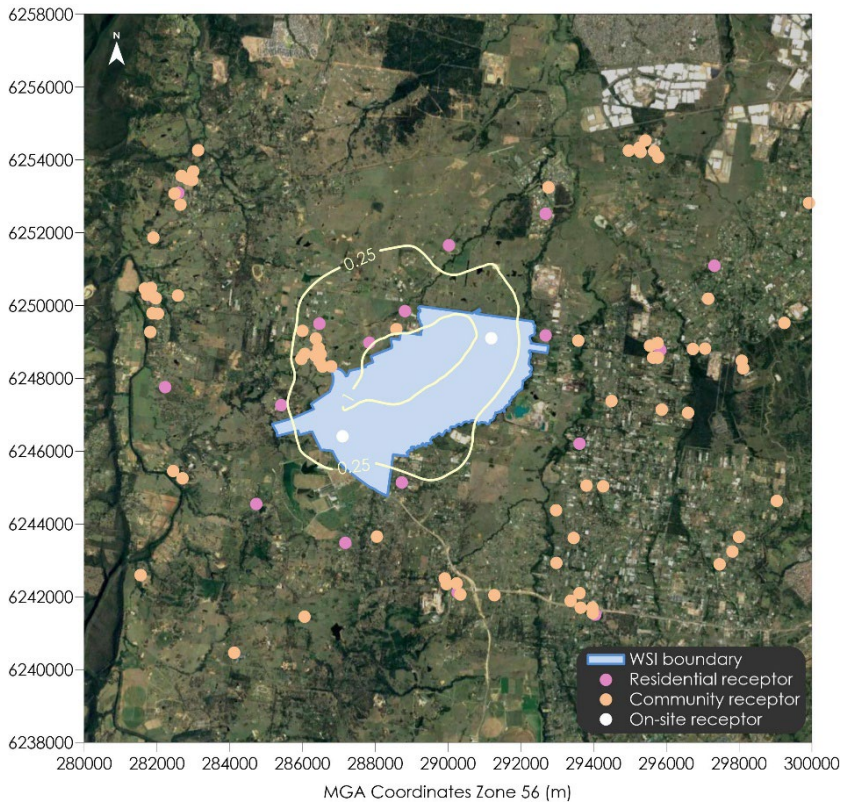 6258000
N
6256000
6254000
6252000
0.25
6250000
6248000
1
6246000
0.25
6244000
6242000
6240000
WSI boundary
Residential receptor
Community receptor
On-site receptor
6238000
280000 282000 284000 286000 288000 290000 292000 294000 296000 298000 300000
MGA Coordinates Zone 56 (m)